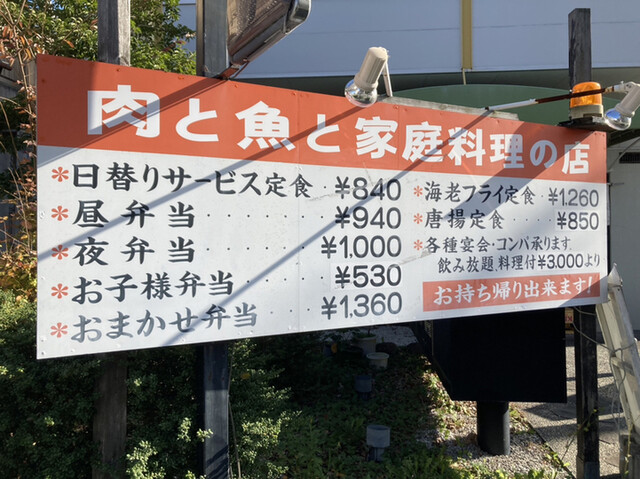 肉と魚と家庭料理の店
*日替りサービス定食・¥840
*昼弁当・・・・・¥940
*夜弁当・・・・・¥1.000
*お子様弁当・・・¥530
*おまかせ弁当・・¥1.360
*海老フライ定食・¥1.260
*唐揚定食・・・¥850
*各種宴会・コンパ承ります。
飲み放題、料理付¥3.000より
お持ち帰り出来ます!